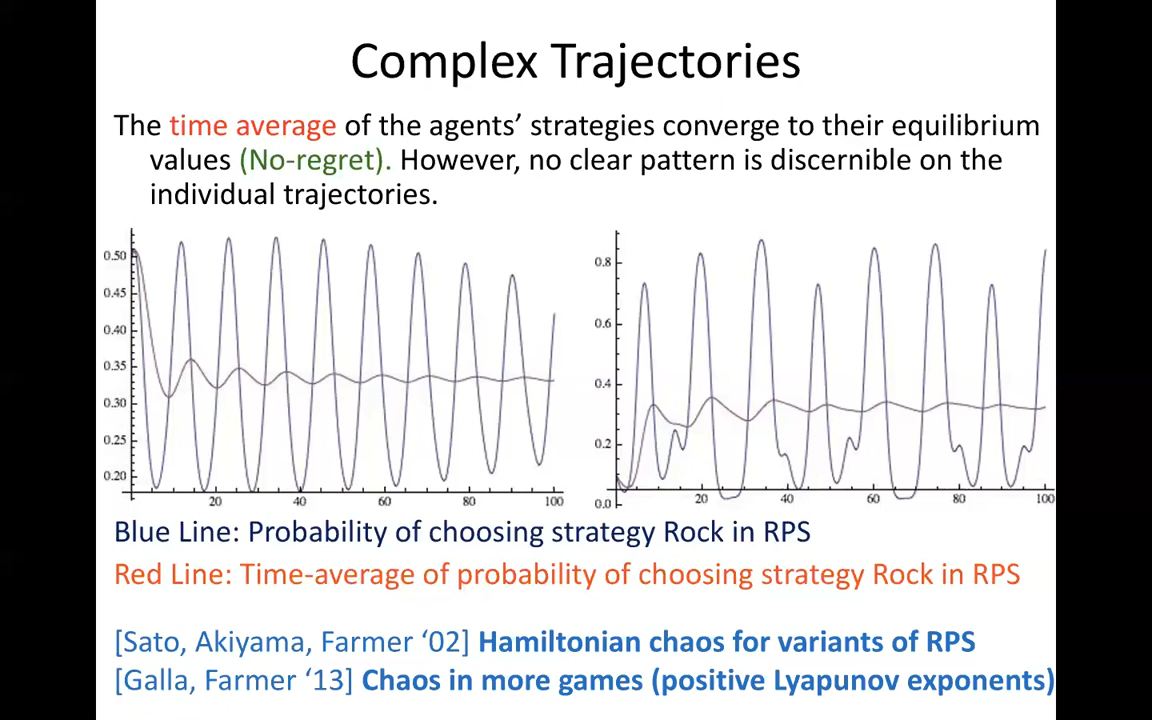 Complex Trajectories
The time average of the agents’ strategies converge to their equilibrium
values (No-regret). However, no clear pattern is discernible on the
individual trajectories.
0.50
0.45
0.40
0.35
0.30
0.25
0.20
20
40
60
80
100
0.8
0.6
0.4
0.2
0.0
20
40
60
80
100
Blue Line: Probability of choosing strategy Rock in RPS
Red Line: Time-average of probability of choosing strategy Rock in RPS
[Sato, Akiyama, Farmer ‘02] Hamiltonian chaos for variants of RPS
[Galla, Farmer ‘13] Chaos in more games (positive Lyapunov exponents)